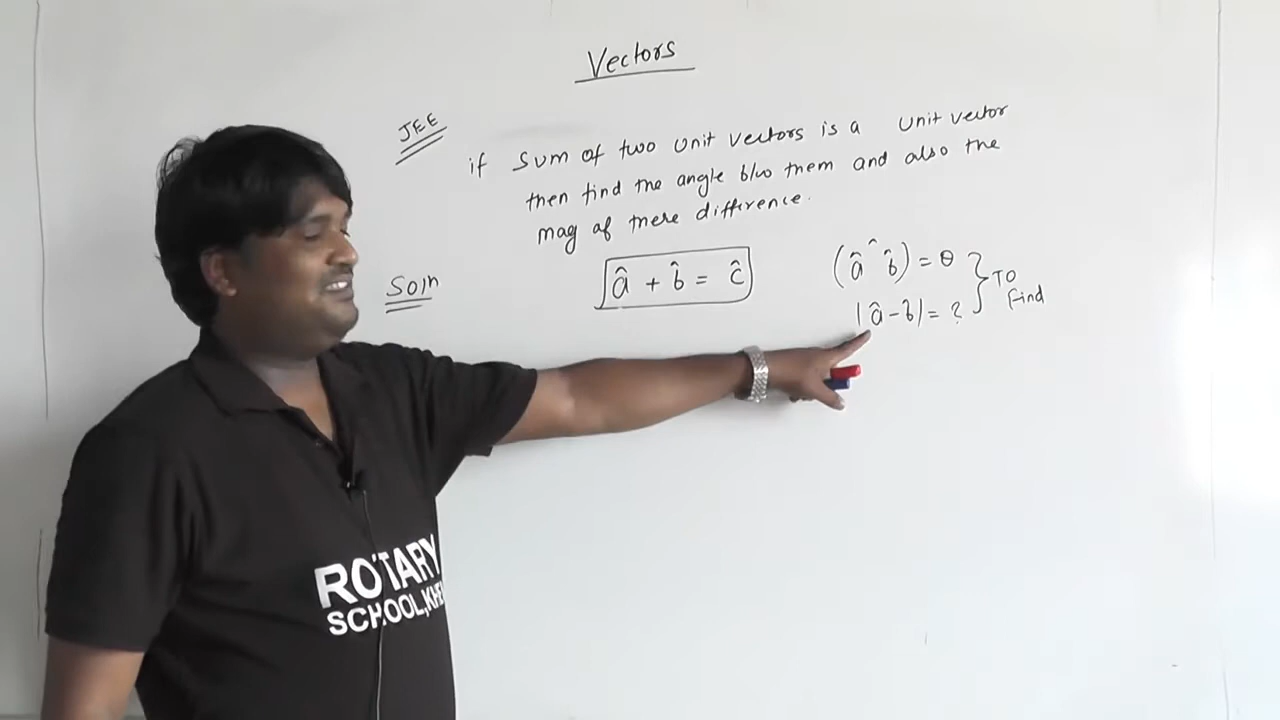 Vectors
JEE
if Sum of two unit vectors is a unit vector
then find the angle b/w them and also the
mag of there difference.
Soln
â + b̂ = ĉ
(â ^ b̂) = θ
|â - b̂| = ?
} To
Find
ROTARY
SCHOOL, KH